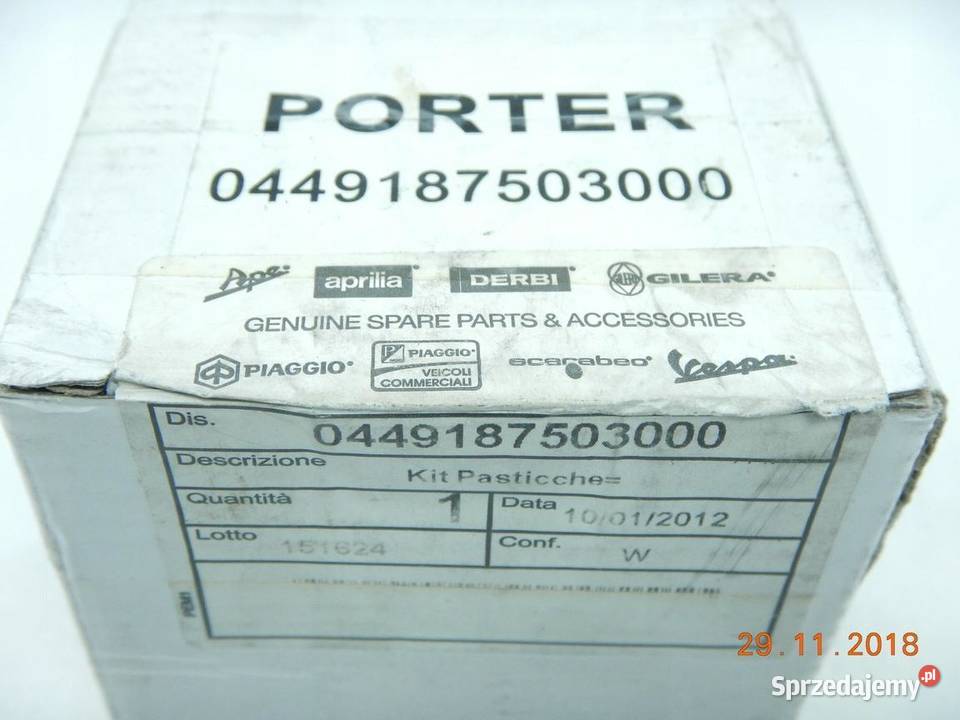 PORTER
0449187503000
Ape aprilia DERBI GILERA
GENUINE SPARE PARTS & ACCESSORIES
PIAGGIO PIAGGIO VEICOLI COMMERCIALI scarabeo Vespa
Dis. 0449187503000
Descrizione Kit Pasticche=
Quantità 1 Data 10/01/2012
Lotto 151624 Conf. W
PIEM1
29.11.2018
Sprzedajemy.pl